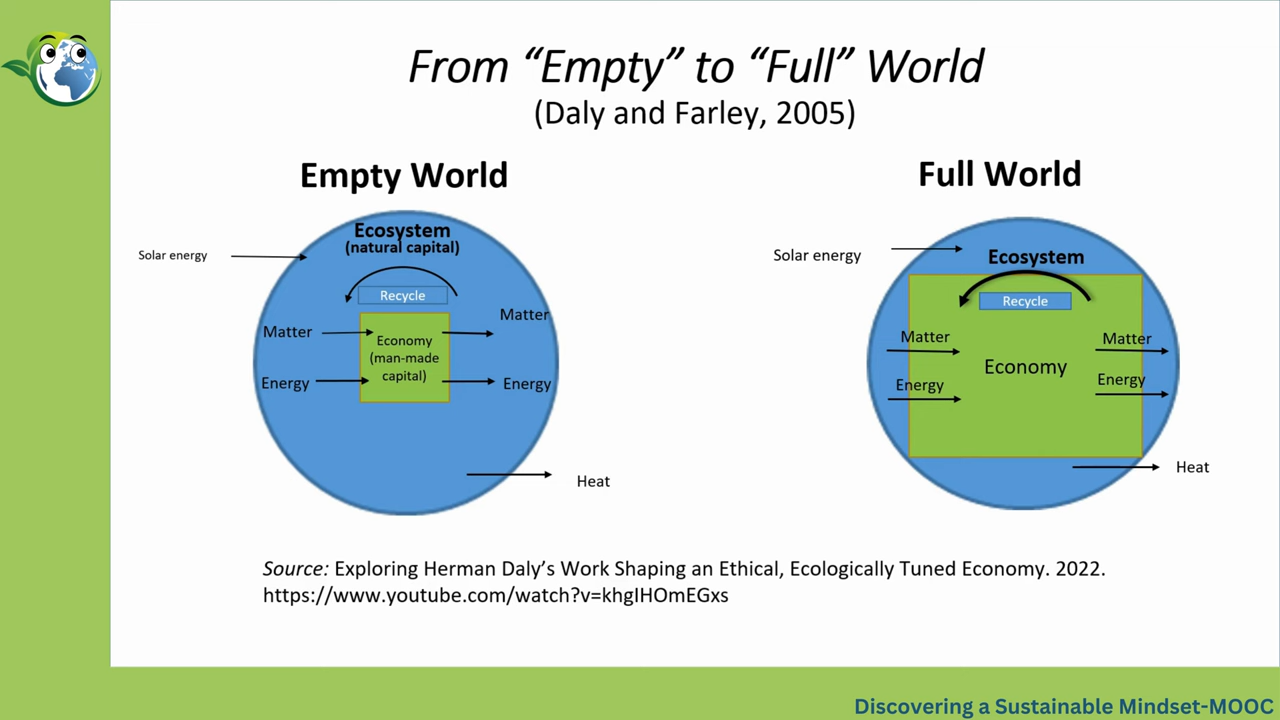 From “Empty” to “Full” World
(Daly and Farley, 2005)
Empty World
Ecosystem
(natural capital)
Solar energy
Recycle
Matter
Matter
Economy
(man-made
capital)
Energy
Energy
Heat
Full World
Solar energy
Ecosystem
Recycle
Matter
Matter
Economy
Energy
Energy
Heat
Source: Exploring Herman Daly’s Work Shaping an Ethical, Ecologically Tuned Economy. 2022.
https://www.youtube.com/watch?v=khgIHOmEGxs
Discovering a Sustainable Mindset-MOOC